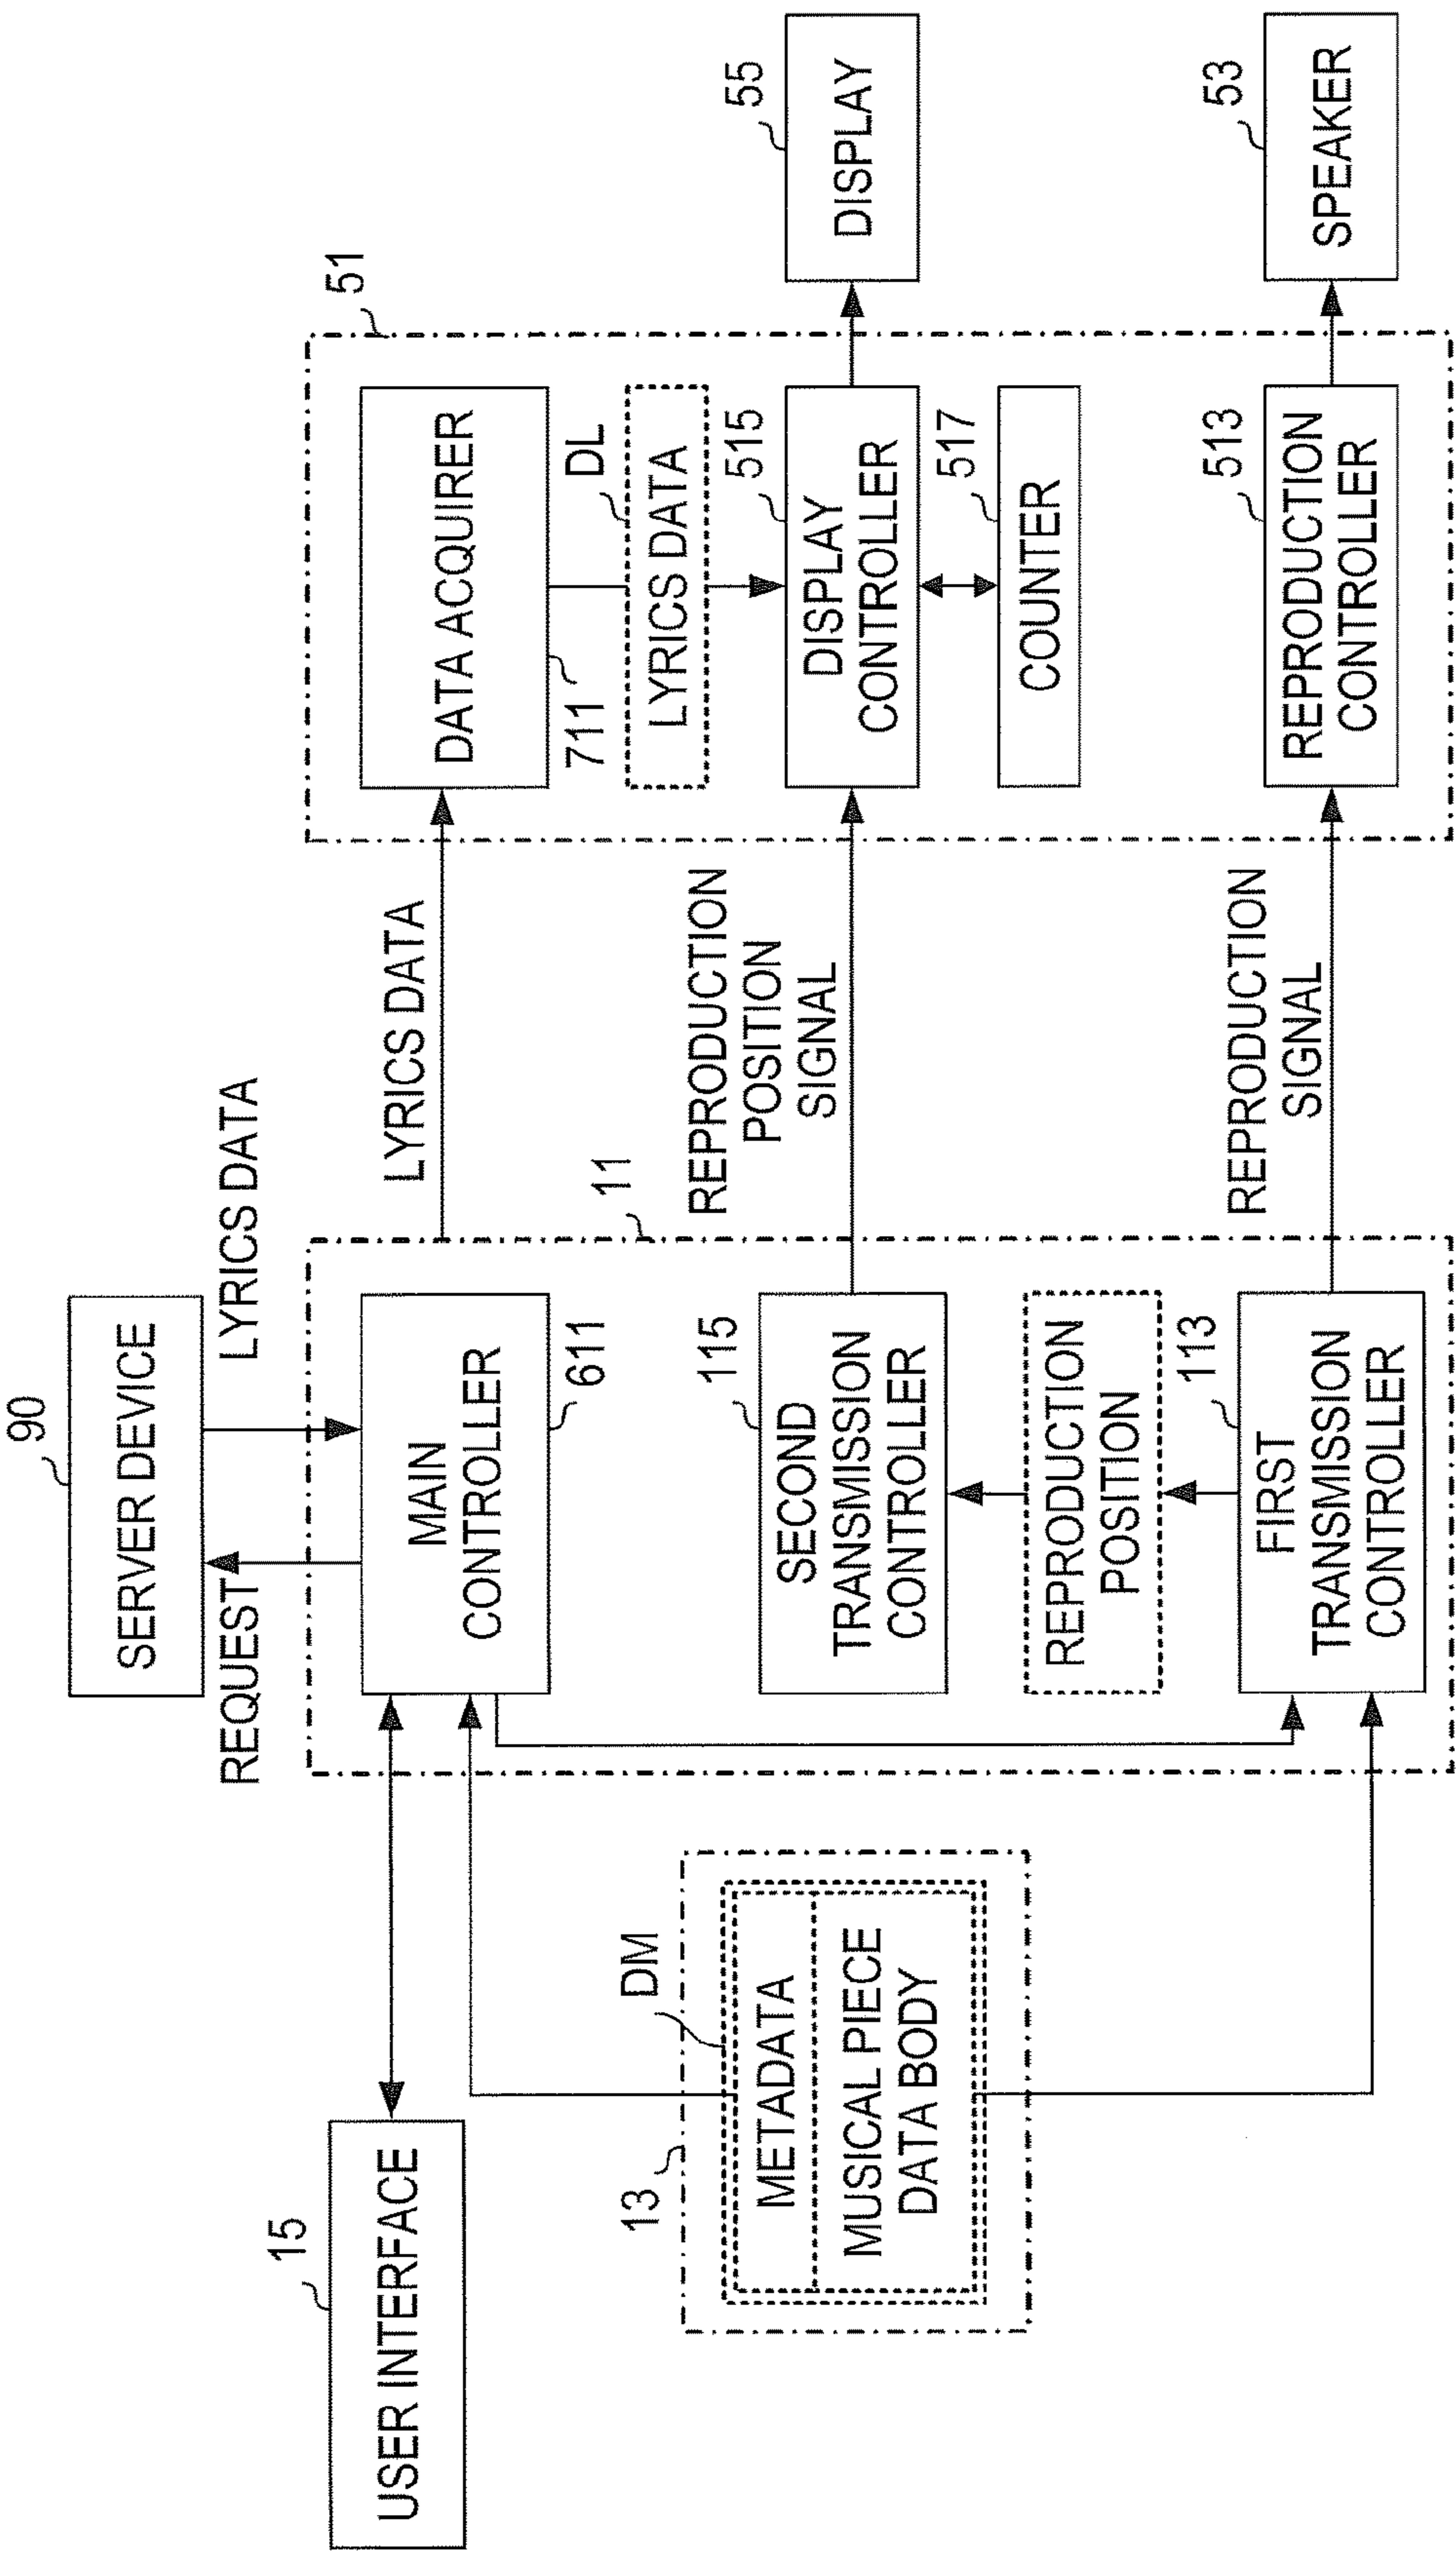 90
SERVER DEVICE
REQUEST
LYRICS DATA
15
USER INTERFACE
11
MAIN
CONTROLLER
611
LYRICS DATA
51
DATA ACQUIRER
711
DL
LYRICS DATA
13
DM
METADATA
MUSICAL PIECE
DATA BODY
115
SECOND
TRANSMISSION
CONTROLLER
REPRODUCTION
POSITION
SIGNAL
515
DISPLAY
CONTROLLER
55
DISPLAY
517
COUNTER
REPRODUCTION
POSITION
113
FIRST
TRANSMISSION
CONTROLLER
REPRODUCTION
SIGNAL
513
REPRODUCTION
CONTROLLER
53
SPEAKER